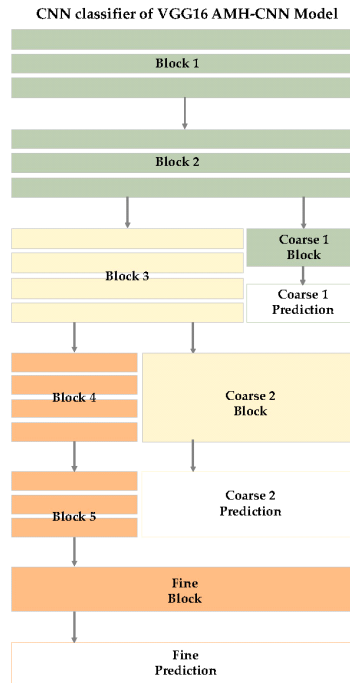 CNN classifier of VGG16 AMH-CNN Model
Block 1
Block 2
Coarse 1
Block
Block 3
Coarse 1
Prediction
Block 4
Coarse 2
Block
Block 5
Coarse 2
Prediction
Fine
Block
Fine
Prediction